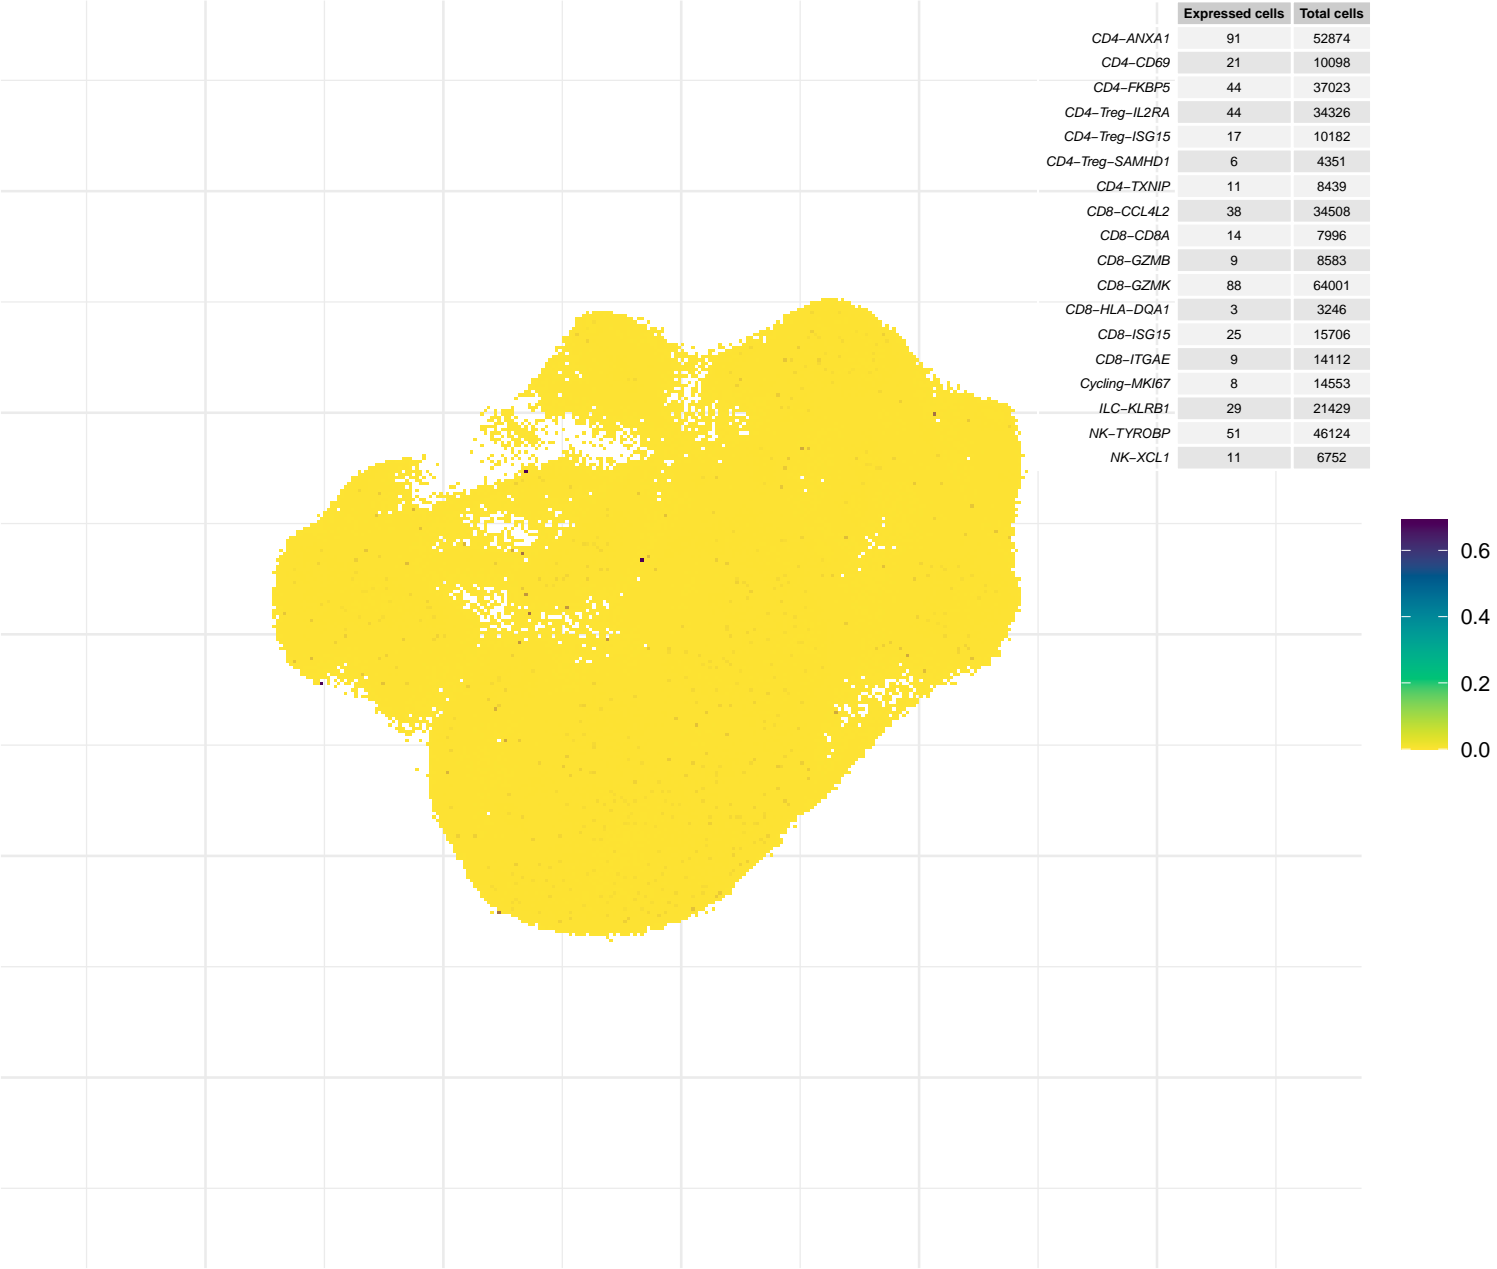 Expressed cells Total cells
CD4−ANXA1 91 52874
CD4−CD69 21 10098
CD4−FKBP5 44 37023
CD4−Treg−IL2RA 44 34326
CD4−Treg−ISG15 17 10182
CD4−Treg−SAMHD1 6 4351
CD4−TXNIP 11 8439
CD8−CCL4L2 38 34508
CD8−CD8A 14 7996
CD8−GZMB 9 8583
CD8−GZMK 88 64001
CD8−HLA−DQA1 3 3246
CD8−ISG15 25 15706
CD8−ITGAE 9 14112
Cycling−MKI67 8 14553
ILC−KLRB1 29 21429
NK−TYROBP 51 46124
NK−XCL1 11 6752
0.6
0.4
0.2
0.0